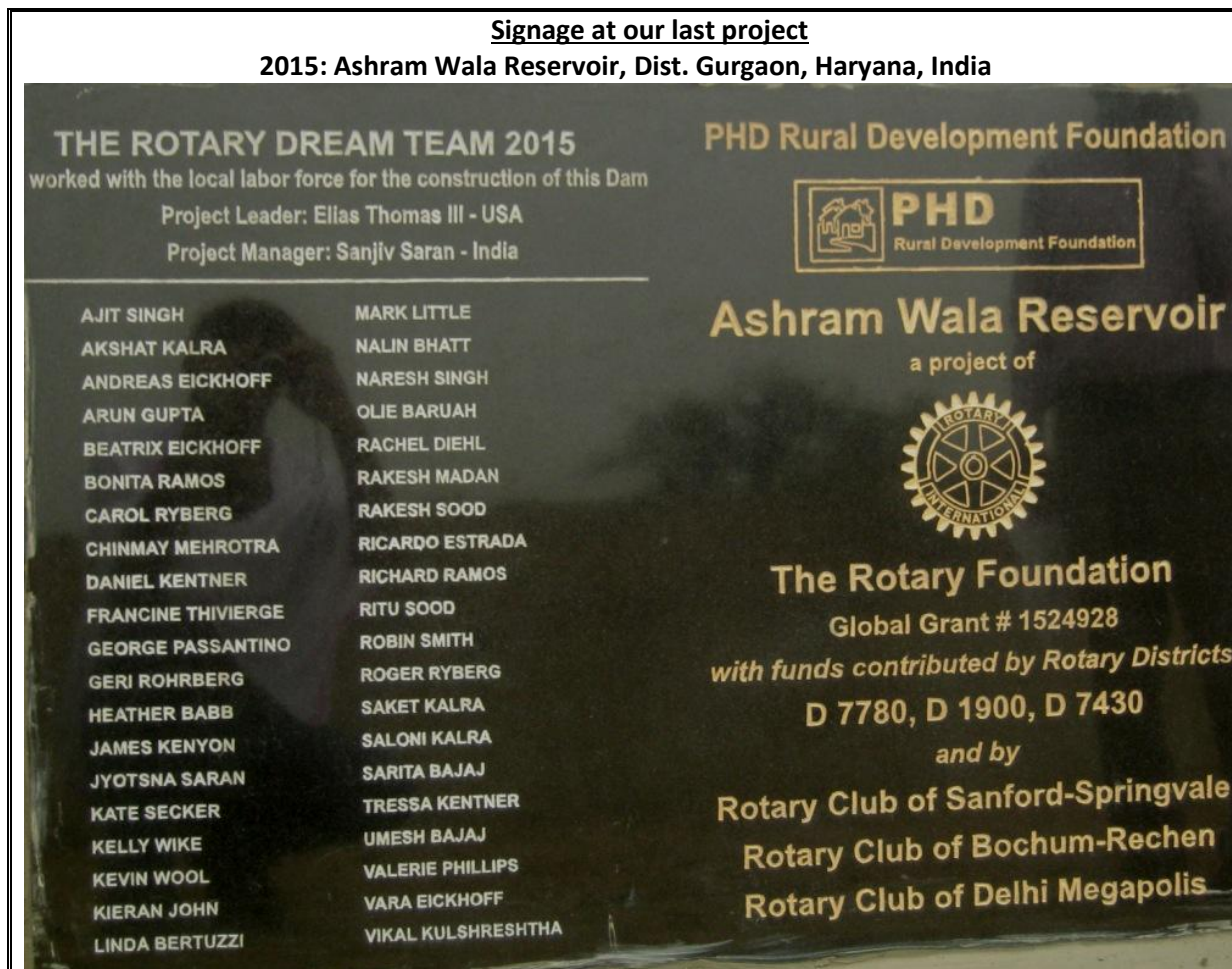 Signage at our last project
2015: Ashram Wala Reservoir, Dist. Gurgaon, Haryana, India
THE ROTARY DREAM TEAM 2015
worked with the local labor force for the construction of this Dam
Project Leader: Elias Thomas III - USA
Project Manager: Sanjiv Saran - India
AJIT SINGH
AKSHAT KALRA
ANDREAS EICKHOFF
ARUN GUPTA
BEATRIX EICKHOFF
BONITA RAMOS
CAROL RYBERG
CHINMAY MEHROTRA
DANIEL KENTNER
FRANCINE THIVIERGE
GEORGE PASSANTINO
GERI ROHRBERG
HEATHER BABB
JAMES KENYON
JYOTSNA SARAN
KATE SECKER
KELLY WIKE
KEVIN WOOL
KIERAN JOHN
LINDA BERTUZZI
MARK LITTLE
NALIN BHATT
NARESH SINGH
OLIE BARUAH
RACHEL DIEHL
RAKESH MADAN
RAKESH SOOD
RICARDO ESTRADA
RICHARD RAMOS
RITU SOOD
ROBIN SMITH
ROGER RYBERG
SAKET KALRA
SALONI KALRA
SARITA BAJAJ
TRESSA KENTNER
UMESH BAJAJ
VALERIE PHILLIPS
VARA EICKHOFF
VIKAL KULSHRESHTHA
PHD Rural Development Foundation
PHD
Rural Development Foundation
Ashram Wala Reservoir
a project of
ROTARY
INTERNATIONAL
The Rotary Foundation
Global Grant # 1524928
with funds contributed by Rotary Districts
D 7780, D 1900, D 7430
and by
Rotary Club of Sanford-Springvale
Rotary Club of Bochum-Rechen
Rotary Club of Delhi Megapolis